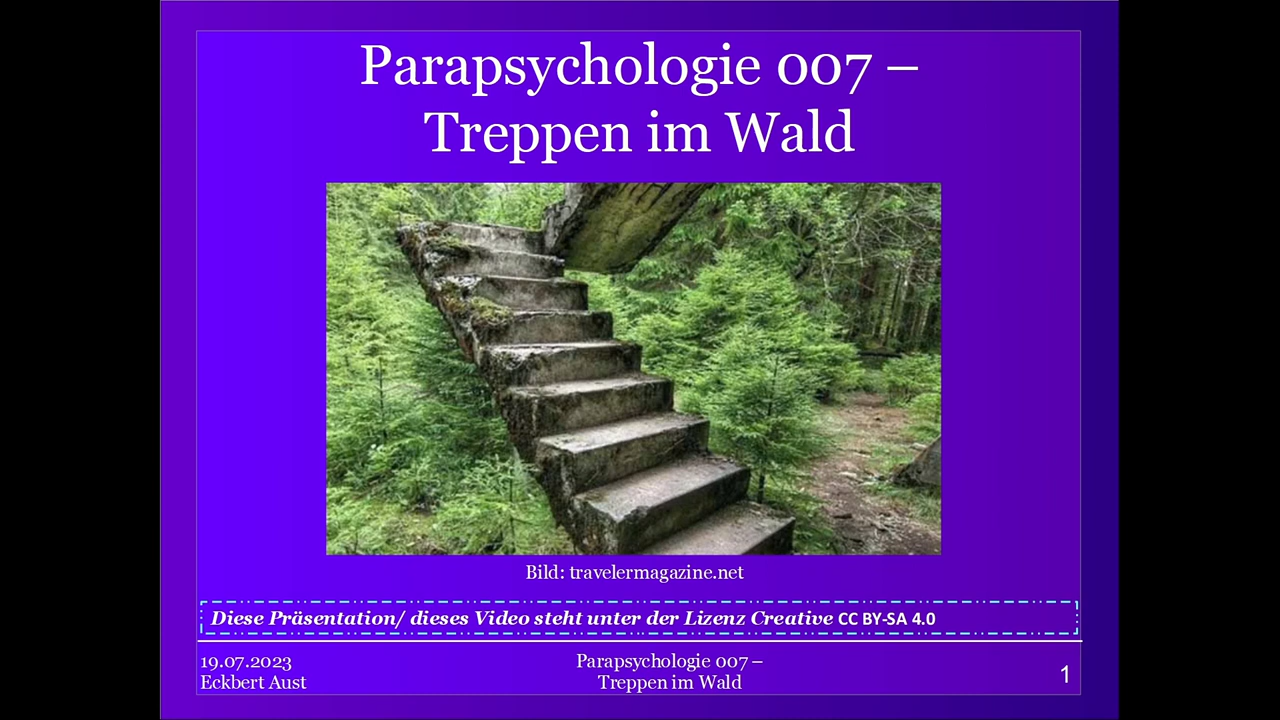 Parapsychologie 007 –
Treppen im Wald
Bild: travelermagazine.net
Diese Präsentation/ dieses Video steht unter der Lizenz Creative CC BY-SA 4.0
19.07.2023
Eckbert Aust
Parapsychologie 007 –
Treppen im Wald
1